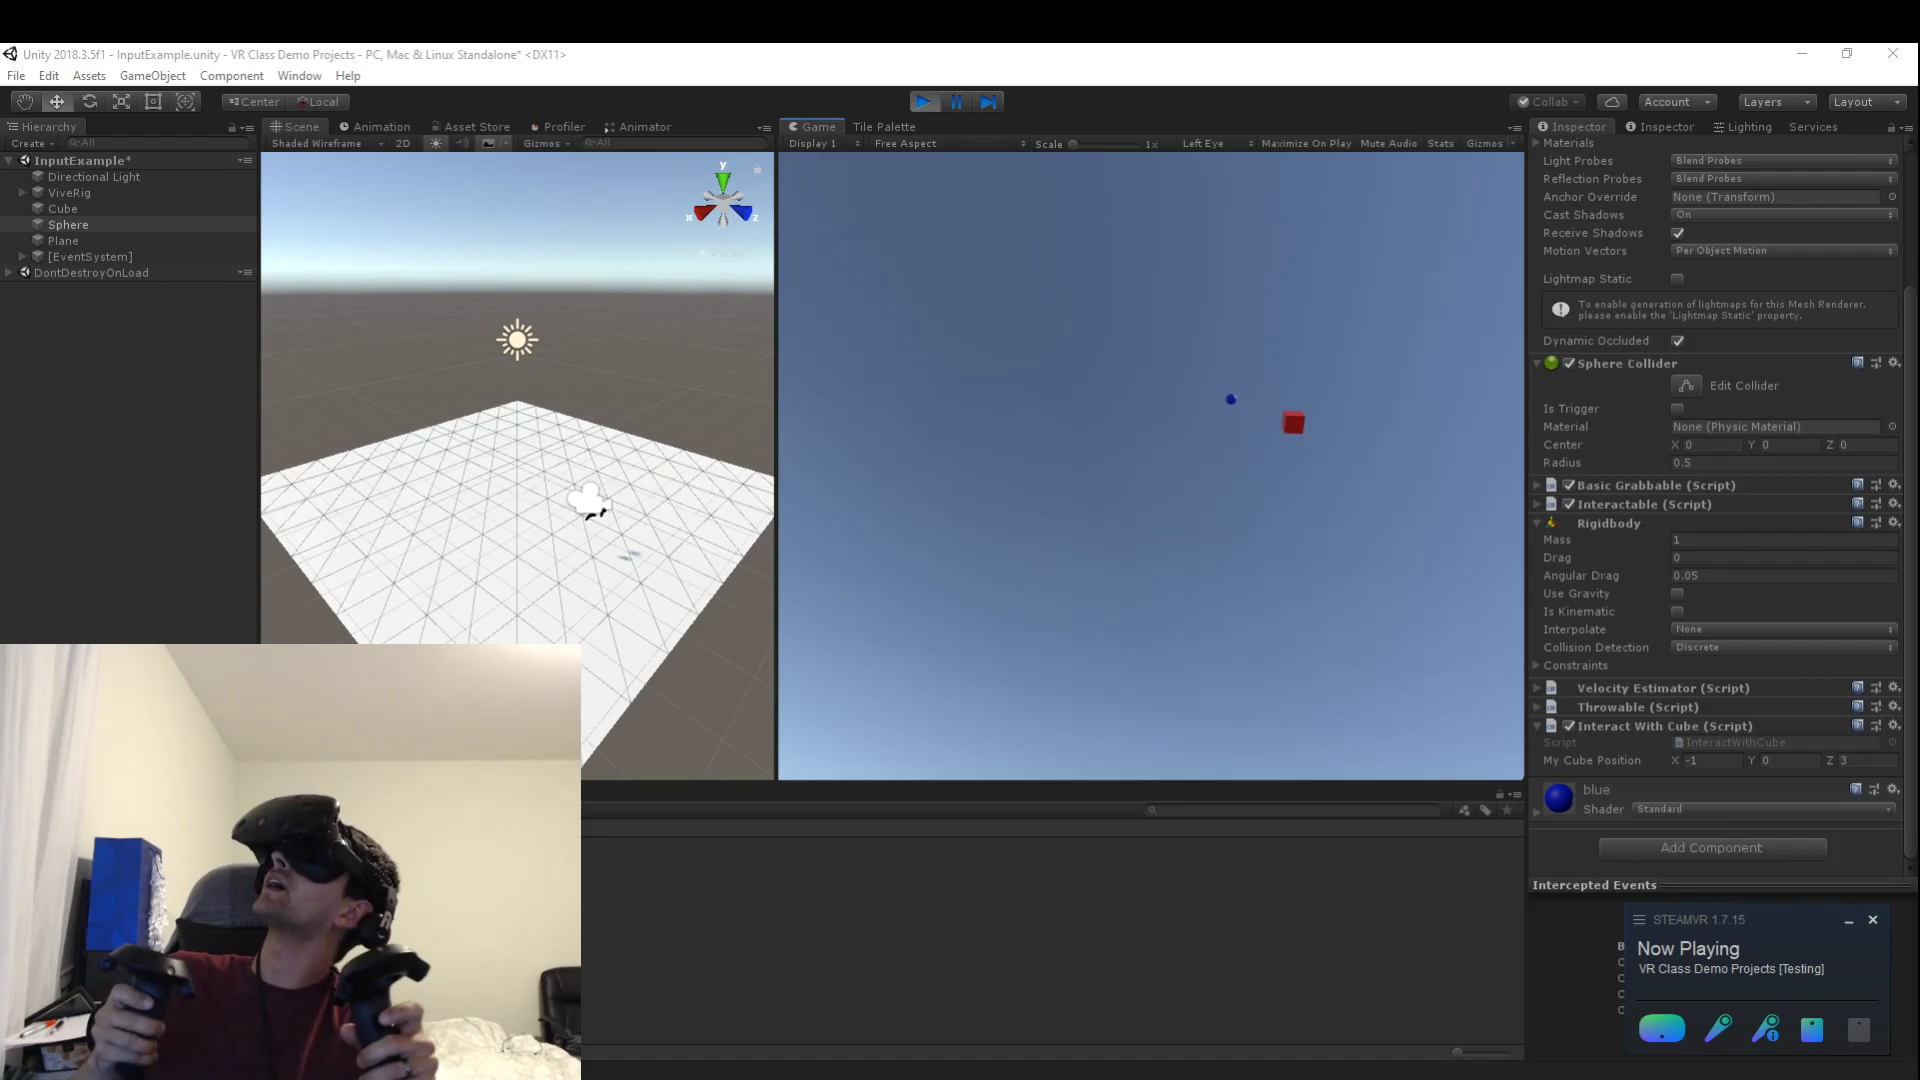 Unity 2018.3.5f1 - InputExample.unity - VR Class Demo Projects - PC, Mac & Linux Standalone* <DX11>
File Edit Assets GameObject Component Window Help
Center Local Collab Account Layers Layout
Hierarchy Scene Animation Asset Store Profiler Animator Game Tile Palette Inspector Inspector Lighting Services
Create All Shaded Wireframe 2D Gizmos All Display 1 Free Aspect Scale 1x Left Eye Maximize On Play Mute Audio Stats Gizmos
InputExample*
Directional Light
ViveRig
Cube
Sphere
Plane
[EventSystem]
DontDestroyOnLoad
y
x z
Persp
Materials
Light Probes Blend Probes
Reflection Probes Blend Probes
Anchor Override None (Transform)
Cast Shadows On
Receive Shadows
Motion Vectors Per Object Motion
Lightmap Static
To enable generation of lightmaps for this Mesh Renderer,
please enable the 'Lightmap Static' property.
Dynamic Occluded
Sphere Collider
Edit Collider
Is Trigger
Material None (Physic Material)
Center X 0 Y 0 Z 0
Radius 0.5
Basic Grabbable (Script)
Interactable (Script)
Rigidbody
Mass 1
Drag 0
Angular Drag 0.05
Use Gravity
Is Kinematic
Interpolate None
Collision Detection Discrete
Constraints
Velocity Estimator (Script)
Throwable (Script)
Interact With Cube (Script)
Script InteractWithCube
My Cube Position X -1 Y 0 Z 3
blue
Shader Standard
Add Component
Intercepted Events
STEAMVR 1.7.15
Now Playing
VR Class Demo Projects [Testing]